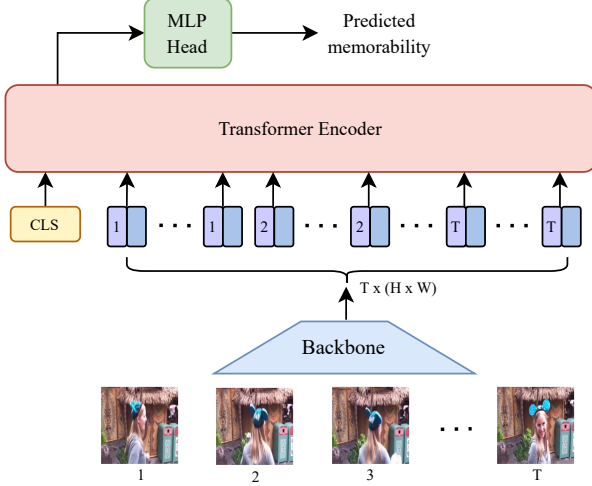 MLP
Head
Predicted
memorability
Transformer Encoder
CLS
1 ... 1 2 ... 2 ... T ... T
T x (H x W)
Backbone
...
1 2 3 T